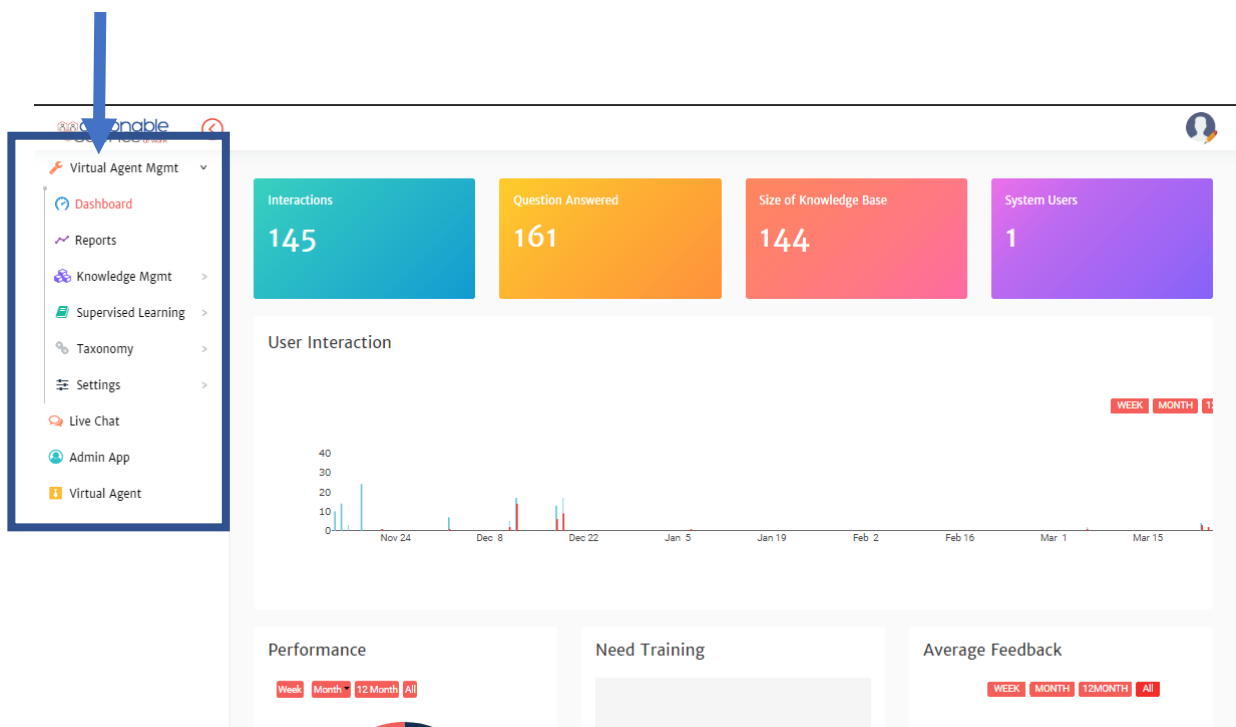 Virtual Agent Mgmt
Dashboard
Reports
Knowledge Mgmt
Supervised Learning
Taxonomy
Settings
Live Chat
Admin App
Virtual Agent
Interactions
145
Question Answered
161
Size of Knowledge Base
144
System Users
1
User Interaction
WEEK MONTH
40
30
20
10
0
Nov 24 Dec 8 Dec 22 Jan 5 Jan 19 Feb 2 Feb 16 Mar 1 Mar 15
Performance
Week Month 12 Month All
Need Training
Average Feedback
WEEK MONTH 12MONTH All